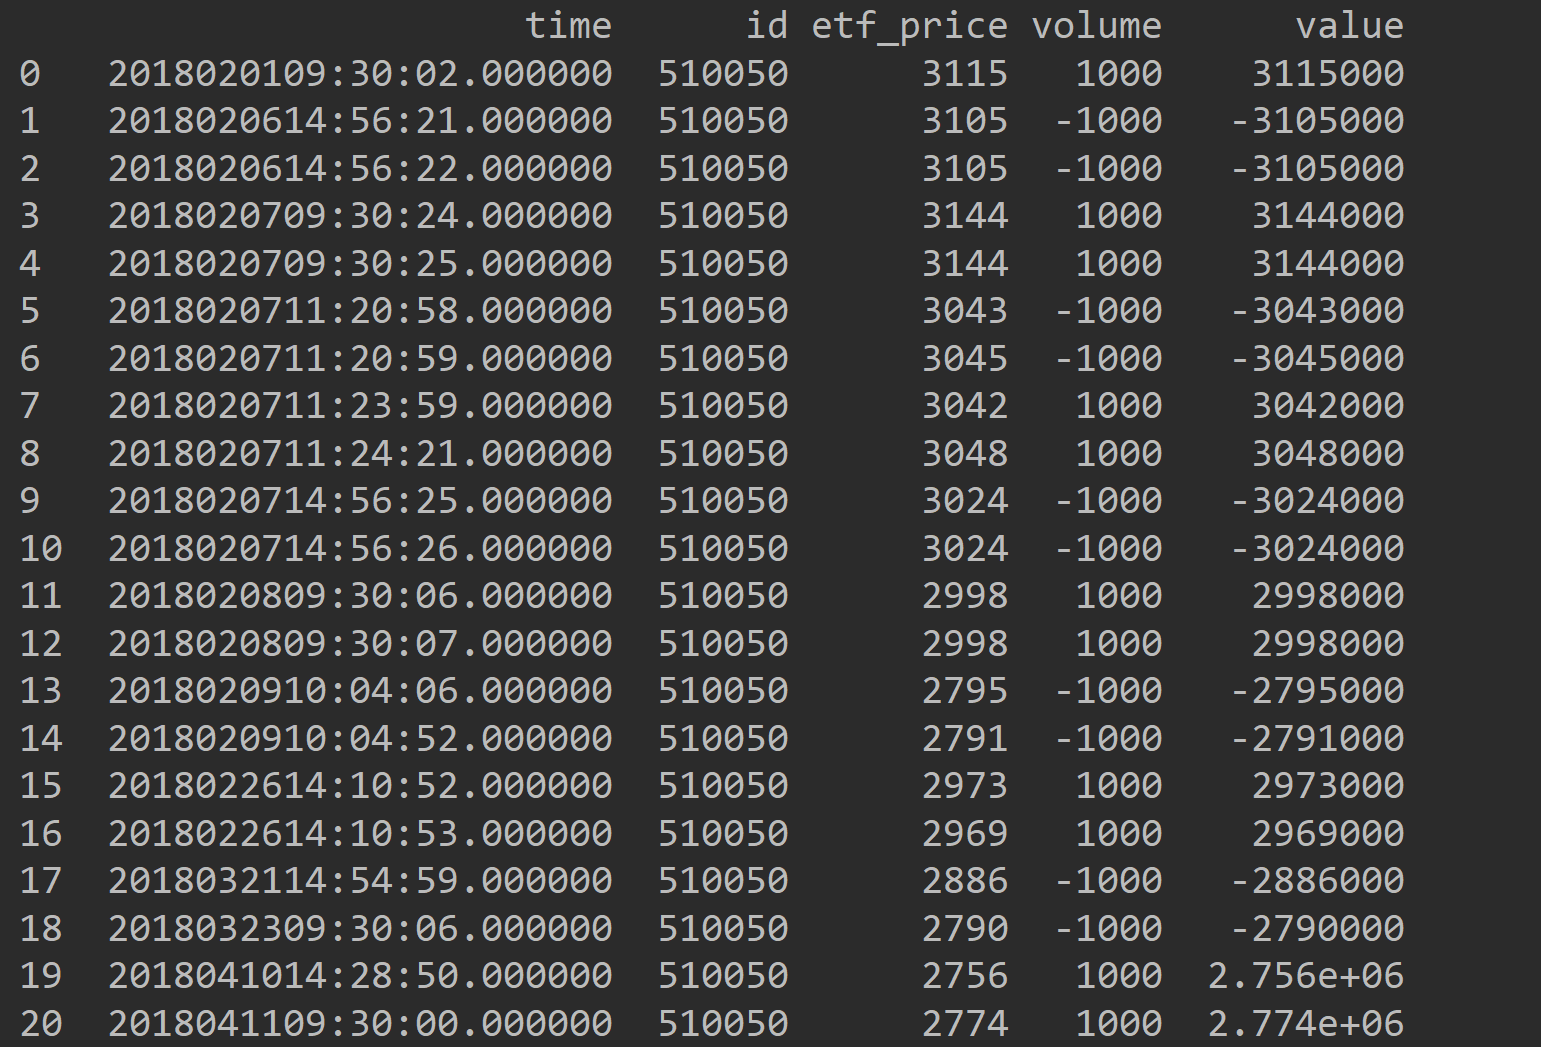 time id etf_price volume value
0 2018020109:30:02.000000 510050 3115 1000 3115000
1 2018020614:56:21.000000 510050 3105 -1000 -3105000
2 2018020614:56:22.000000 510050 3105 -1000 -3105000
3 2018020709:30:24.000000 510050 3144 1000 3144000
4 2018020709:30:25.000000 510050 3144 1000 3144000
5 2018020711:20:58.000000 510050 3043 -1000 -3043000
6 2018020711:20:59.000000 510050 3045 -1000 -3045000
7 2018020711:23:59.000000 510050 3042 1000 3042000
8 2018020711:24:21.000000 510050 3048 1000 3048000
9 2018020714:56:25.000000 510050 3024 -1000 -3024000
10 2018020714:56:26.000000 510050 3024 -1000 -3024000
11 2018020809:30:06.000000 510050 2998 1000 2998000
12 2018020809:30:07.000000 510050 2998 1000 2998000
13 2018020910:04:06.000000 510050 2795 -1000 -2795000
14 2018020910:04:52.000000 510050 2791 -1000 -2791000
15 2018022614:10:52.000000 510050 2973 1000 2973000
16 2018022614:10:53.000000 510050 2969 1000 2969000
17 2018032114:54:59.000000 510050 2886 -1000 -2886000
18 2018032309:30:06.000000 510050 2790 -1000 -2790000
19 2018041014:28:50.000000 510050 2756 1000 2.756e+06
20 2018041109:30:00.000000 510050 2774 1000 2.774e+06